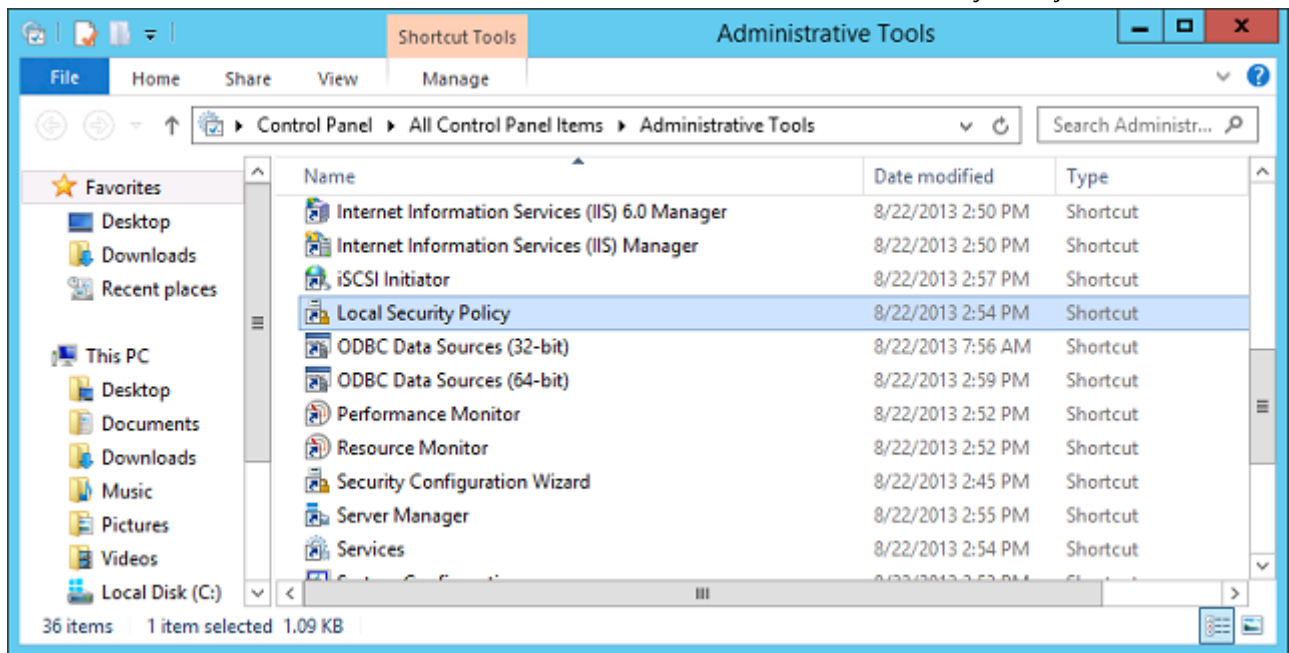 Shortcut Tools
Administrative Tools
File Home Share View Manage
Control Panel All Control Panel Items Administrative Tools Search Administr...
Favorites
Desktop
Downloads
Recent places
This PC
Desktop
Documents
Downloads
Music
Pictures
Videos
Local Disk (C:)
Name Date modified Type
Internet Information Services (IIS) 6.0 Manager 8/22/2013 2:50 PM Shortcut
Internet Information Services (IIS) Manager 8/22/2013 2:50 PM Shortcut
iSCSI Initiator 8/22/2013 2:57 PM Shortcut
Local Security Policy 8/22/2013 2:54 PM Shortcut
ODBC Data Sources (32-bit) 8/22/2013 7:56 AM Shortcut
ODBC Data Sources (64-bit) 8/22/2013 2:59 PM Shortcut
Performance Monitor 8/22/2013 2:52 PM Shortcut
Resource Monitor 8/22/2013 2:52 PM Shortcut
Security Configuration Wizard 8/22/2013 2:45 PM Shortcut
Server Manager 8/22/2013 2:55 PM Shortcut
Services 8/22/2013 2:54 PM Shortcut
36 items 1 item selected 1.09 KB